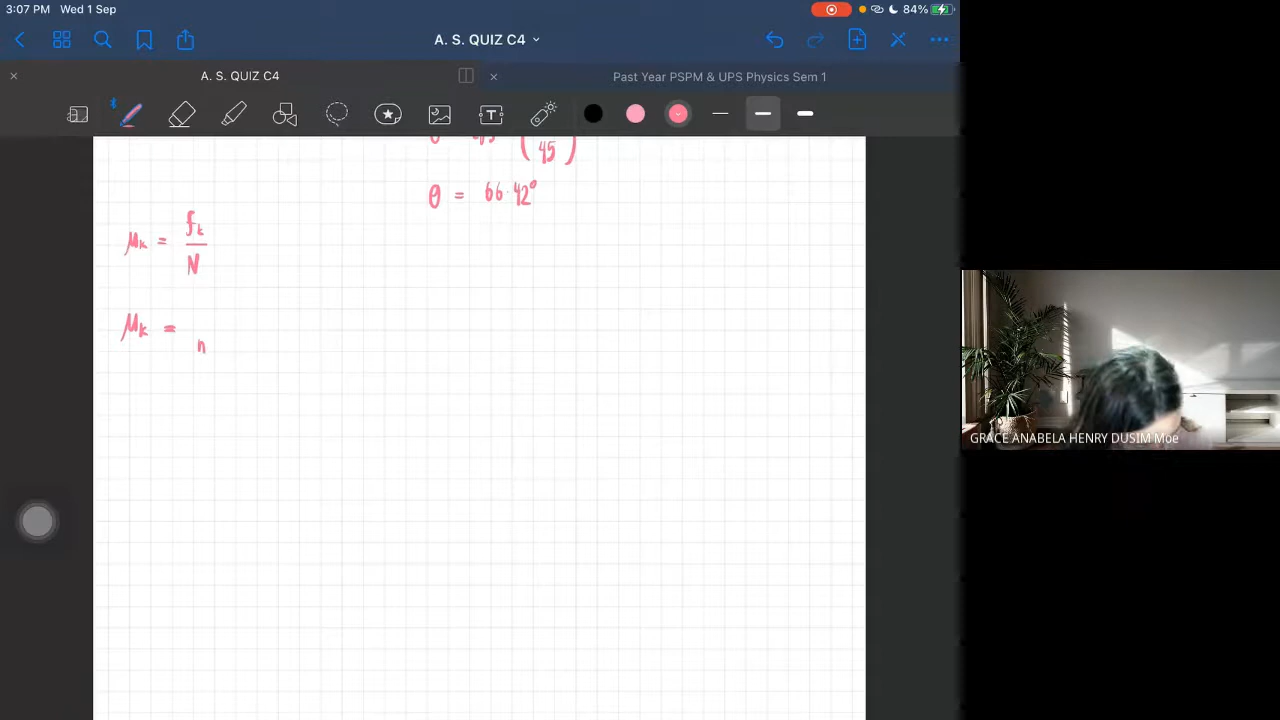 3:07 PM Wed 1 Sep
84%
A. S. QUIZ C4
A. S. QUIZ C4
Past Year PSPM & UPS Physics Sem 1
45
θ = 66.42°
μk = fk / N
μk =
n
GRACE ANABELA HENRY DUSIM Moe